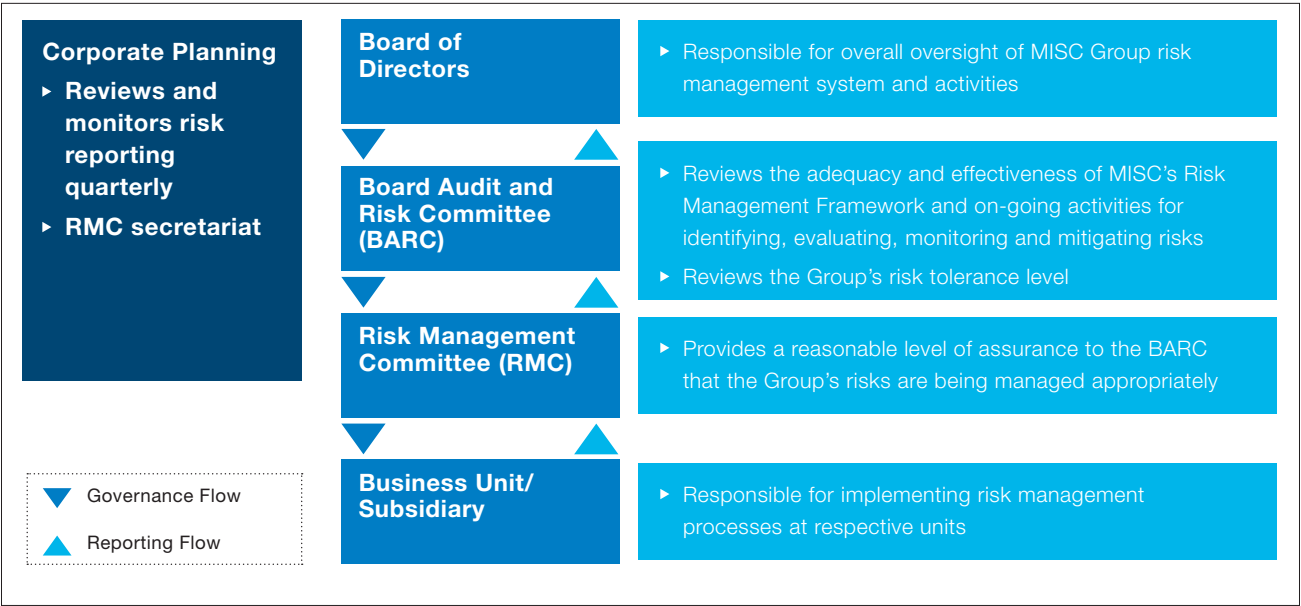 Corporate Planning
▸ Reviews and
monitors risk
reporting
quarterly
▸ RMC secretariat
Board of
Directors
▸ Responsible for overall oversight of MISC Group risk
management system and activities
Board Audit and
Risk Committee
(BARC)
▸ Reviews the adequacy and effectiveness of MISC’s Risk
Management Framework and on-going activities for
identifying, evaluating, monitoring and mitigating risks
▸ Reviews the Group’s risk tolerance level
Risk Management
Committee (RMC)
▸ Provides a reasonable level of assurance to the BARC
that the Group’s risks are being managed appropriately
Business Unit/
Subsidiary
▸ Responsible for implementing risk management
processes at respective units
Governance Flow
Reporting Flow